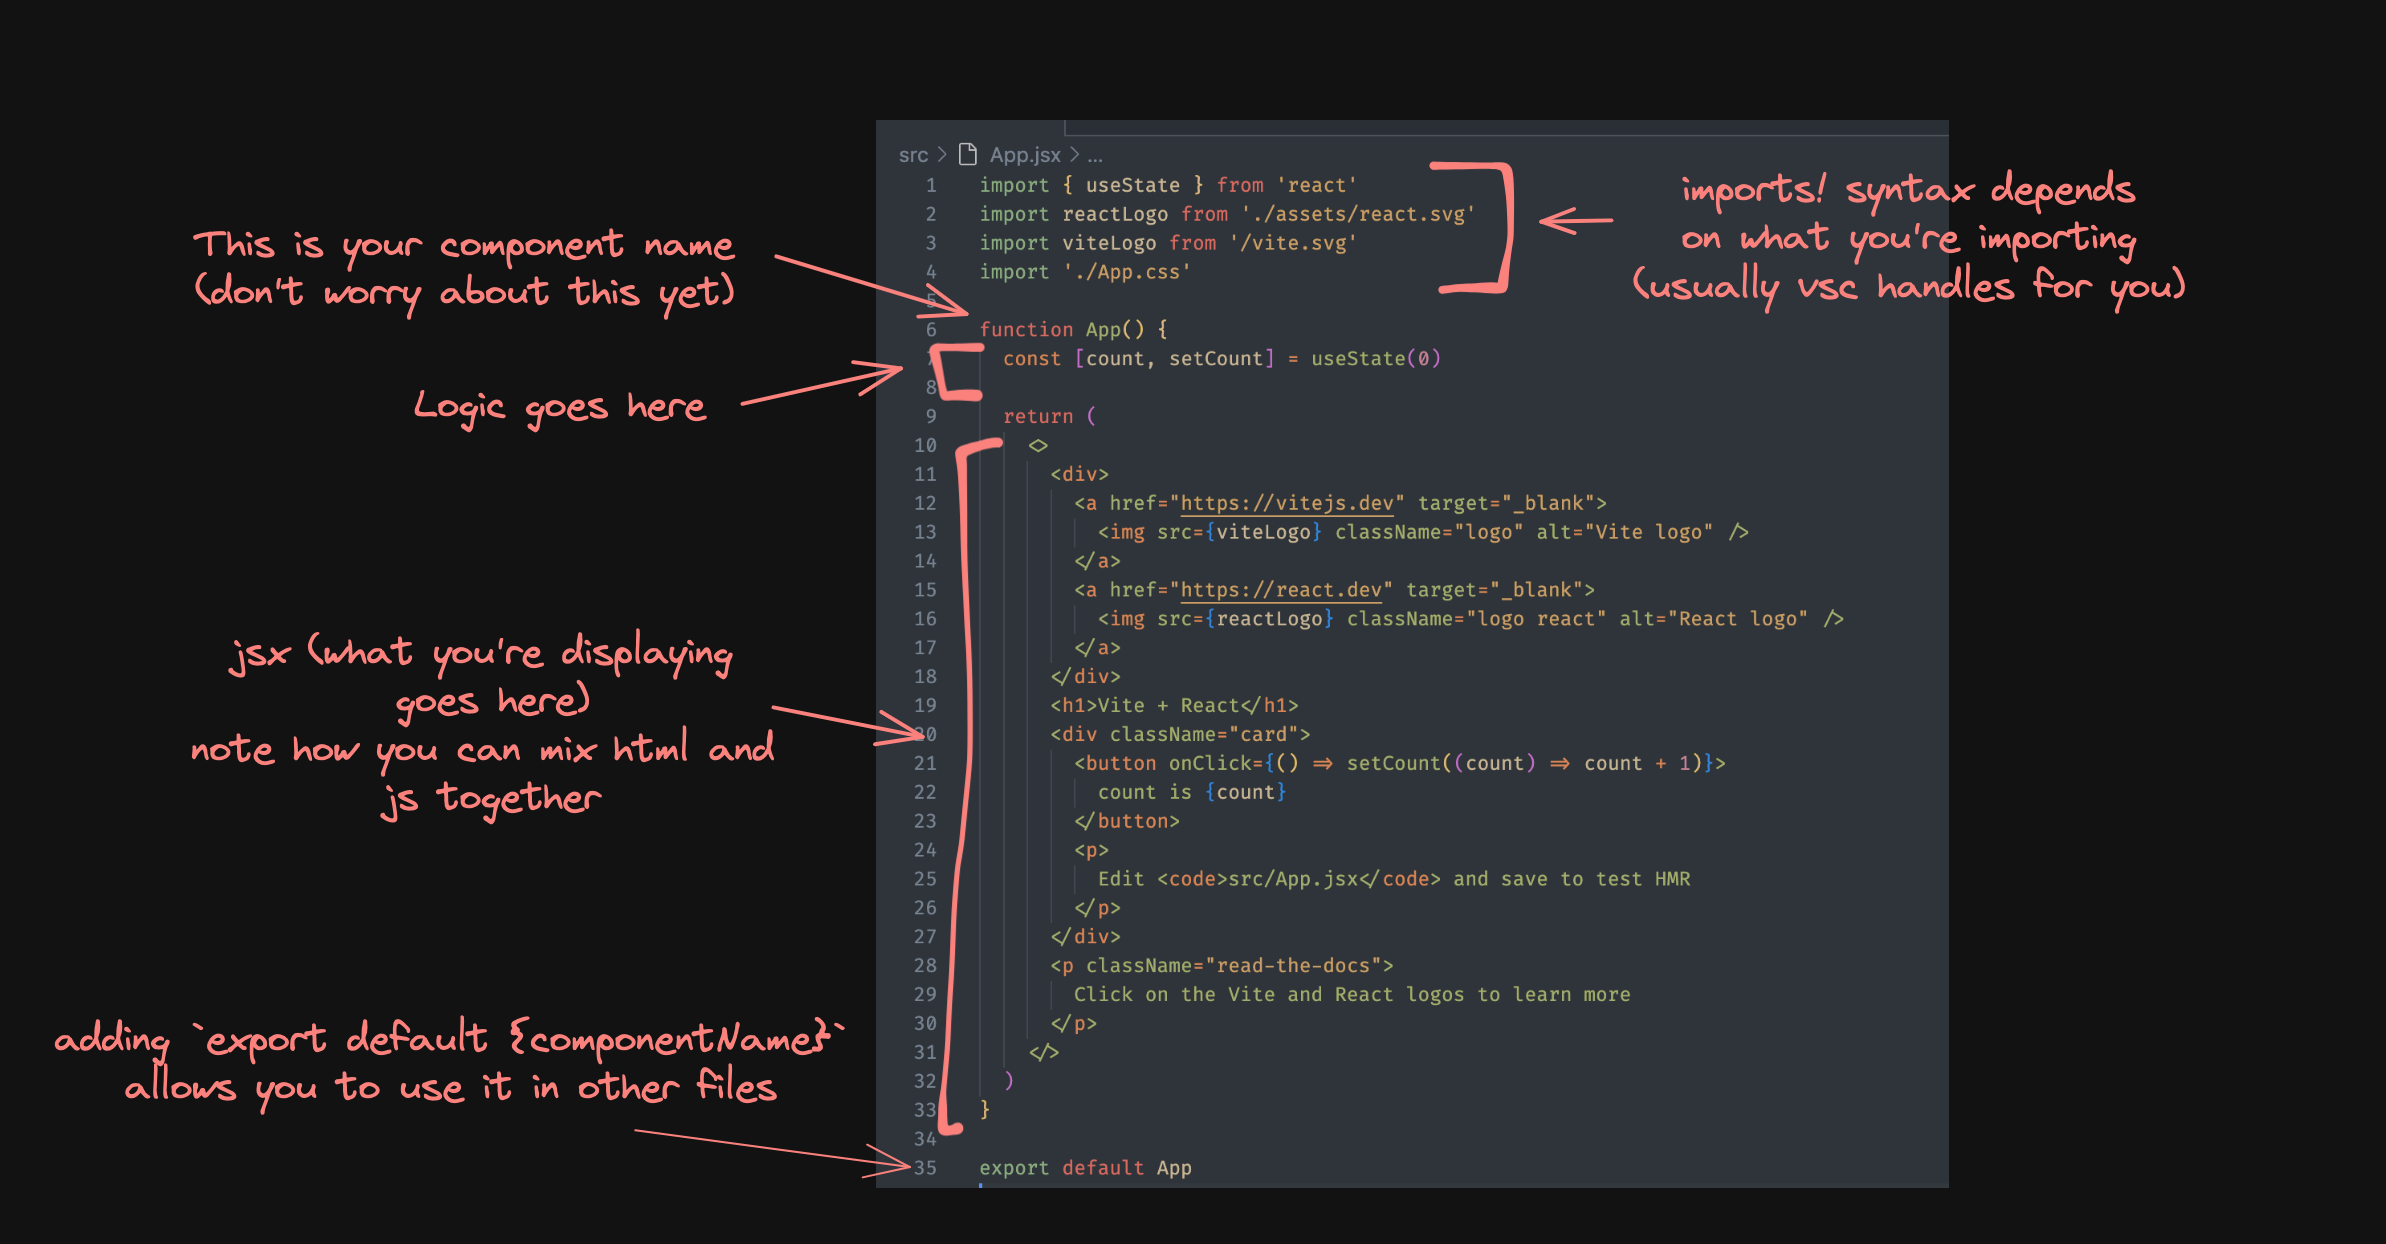 src > App.jsx > ...
1 import { useState } from 'react'
2 import reactLogo from './assets/react.svg'
3 import viteLogo from '/vite.svg'
4 import './App.css'
5
6 function App() {
7 const [count, setCount] = useState(0)
8
9 return (
10 <>
11 <div>
12 <a href="https://vitejs.dev" target="_blank">
13 <img src={viteLogo} className="logo" alt="Vite logo" />
14 </a>
15 <a href="https://react.dev" target="_blank">
16 <img src={reactLogo} className="logo react" alt="React logo" />
17 </a>
18 </div>
19 <h1>Vite + React</h1>
20 <div className="card">
21 <button onClick={() => setCount((count) => count + 1)}>
22 count is {count}
23 </button>
24 <p>
25 Edit <code>src/App.jsx</code> and save to test HMR
26 </p>
27 </div>
28 <p className="read-the-docs">
29 Click on the Vite and React logos to learn more
30 </p>
31 </>
32 )
33 }
34
35 export default App
imports! syntax depends
on what you're importing
(usually vsc handles for you)
This is your component name
(don't worry about this yet)
Logic goes here
jsx (what you're displaying
goes here)
note how you can mix html and
js together
adding `export default {componentName}`
allows you to use it in other files